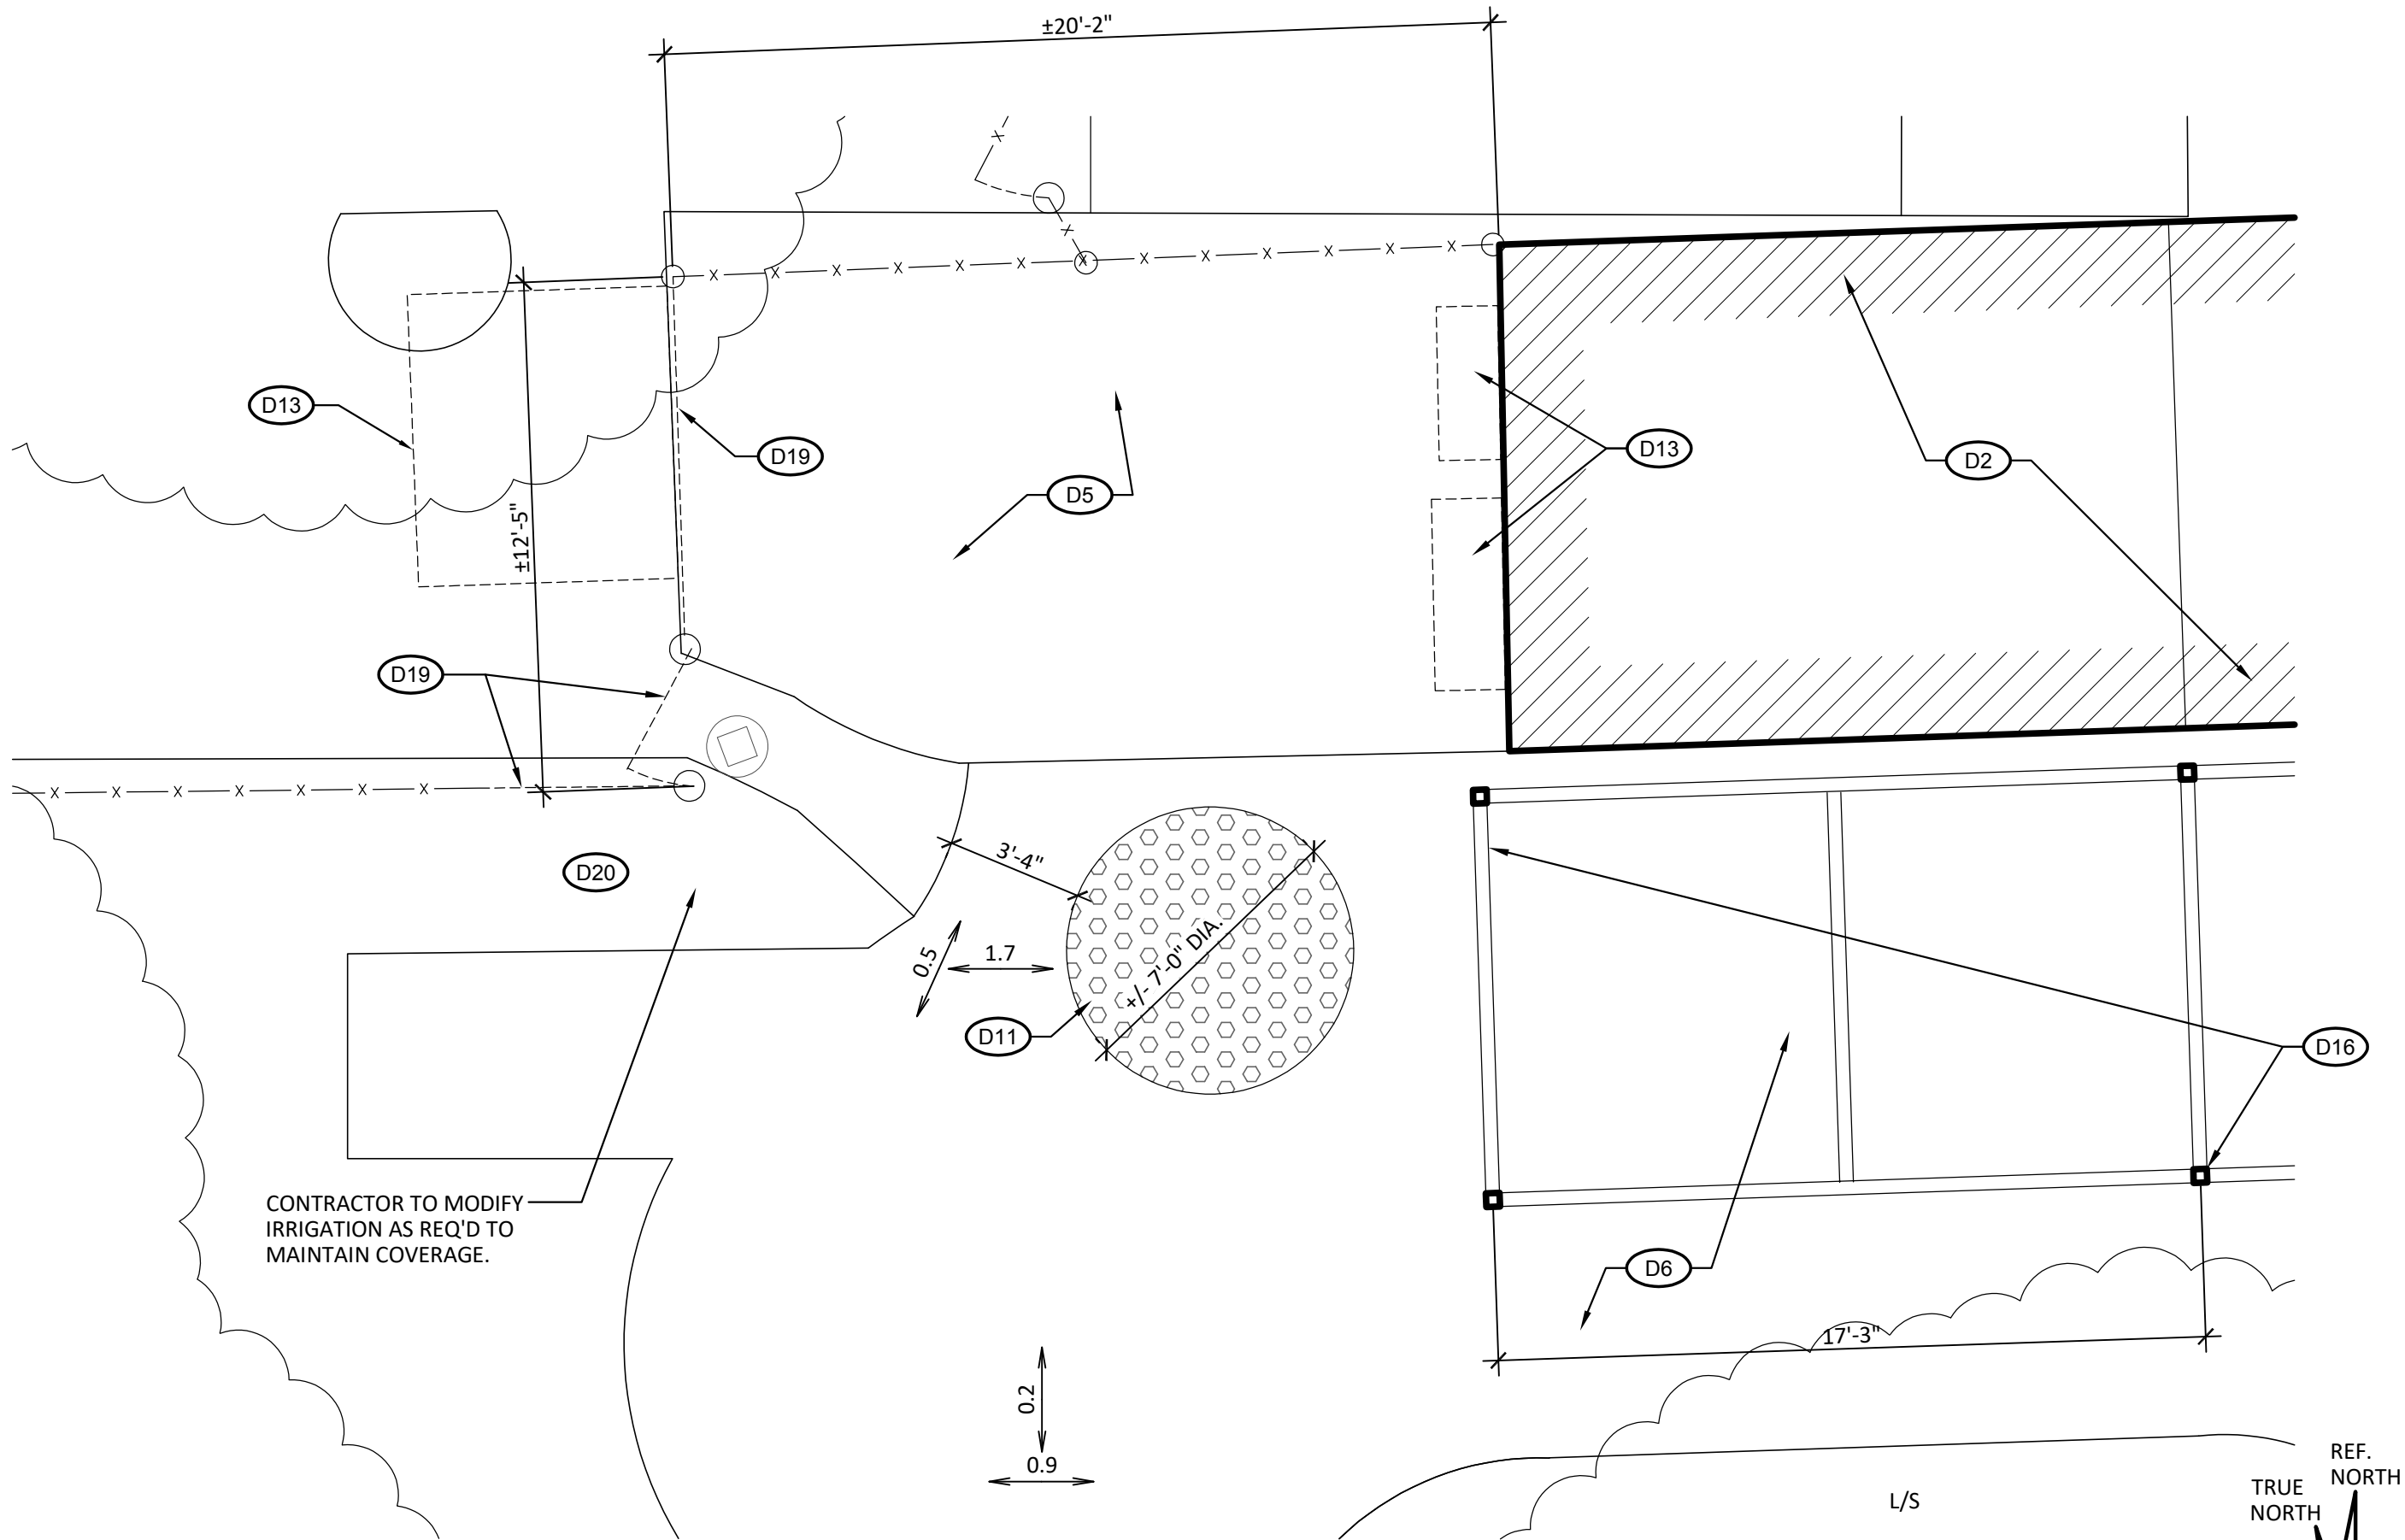 ±20'-2"
D13
D19
D5
D13
D2
±12'-5"
D19
D20
3'-4"
+/- 7'-0" DIA.
0.5
1.7
D11
D16
CONTRACTOR TO MODIFY
IRRIGATION AS REQ'D TO
MAINTAIN COVERAGE.
D6
17'-3"
0.2
0.9
L/S
REF.
NORTH
TRUE
NORTH